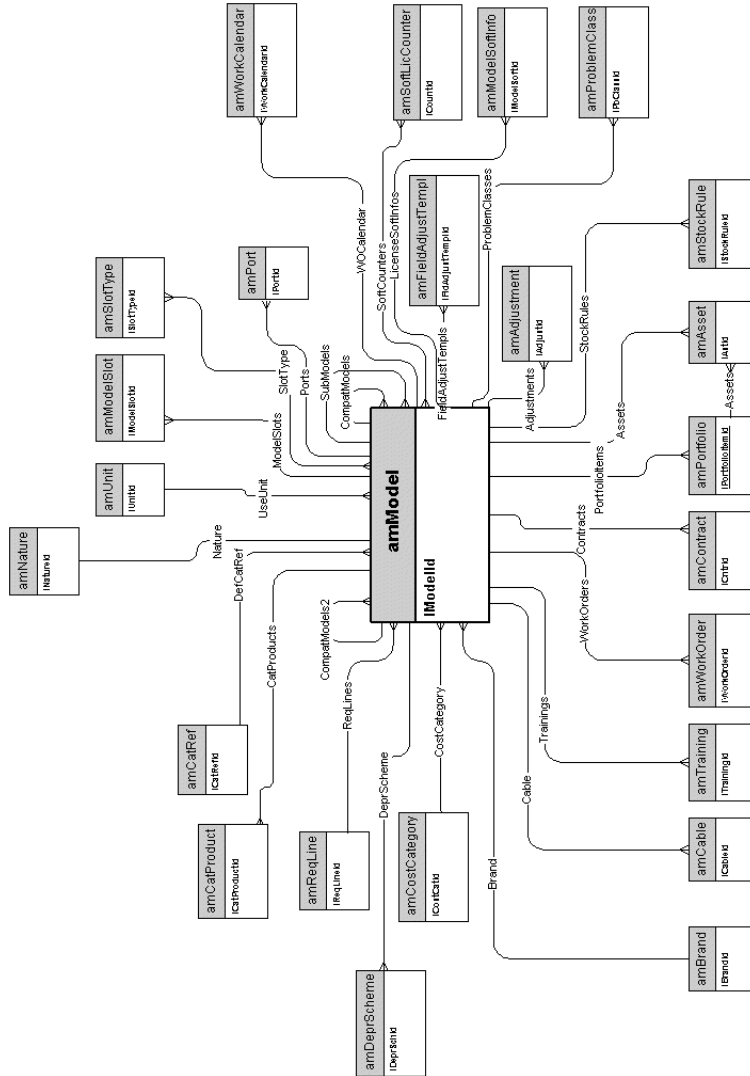 amNature
lNatureId
amUnit
lUnitId
amModelSlot
lModelSlotId
amSlotType
lSlotTypeId
amPort
lPortId
amWorkCalendar
lWorkCalendarId
amSoftLicCounter
lCountId
amModelSoftInfo
lModelSoftId
amProblemClass
lPbClassId
amFieldAdjustTempl
lFldAdjustTemplId
amAdjustment
lAdjustId
amCatRef
lCatRefId
amCatProduct
lCatProductId
amReqLine
lReqLineId
amDeprScheme
lDeprSchId
amCostCategory
lCostCatId
amModel
lModelId
Nature
DefCatRef
CatProducts
CompatModels2
ReqLines
DeprScheme
CostCategory
Brand
UseUnit
ModelSlots
SlotType
Ports
SubModels
CompatModels
WOCalendar
SoftCounters
LicenseSoftInfos
ProblemClasses
FieldAdjustTempls
Adjustments
StockRules
Assets
PortfolioItems
Contracts
WorkOrders
Trainings
Cable
amBrand
lBrandId
amCable
lCableId
amTraining
lTrainingId
amWorkOrder
lWorkOrderId
amContract
lCntrId
amPortfolio
lPortfolioItemId
Assets
amAsset
lAstId
amStockRule
lStockRuleId